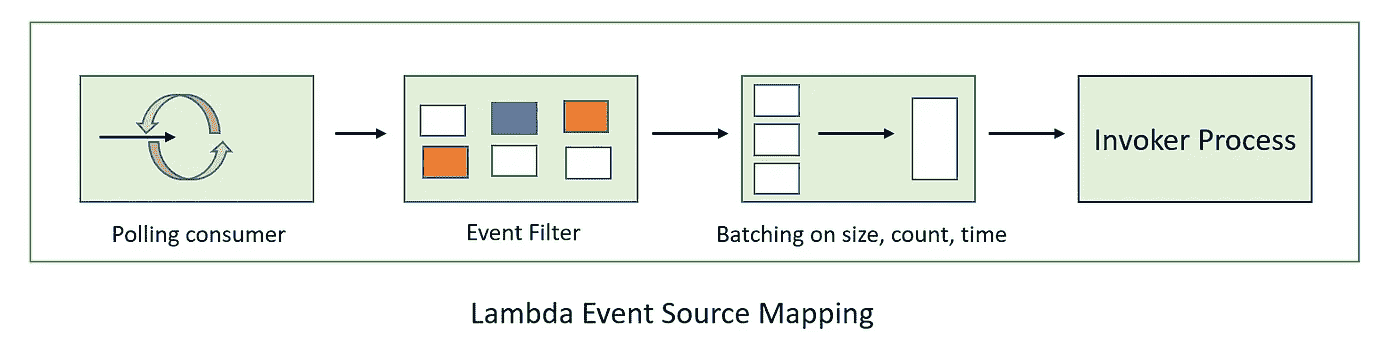 Invoker Process
Polling consumer
Event Filter
Batching on size, count, time
Lambda Event Source Mapping